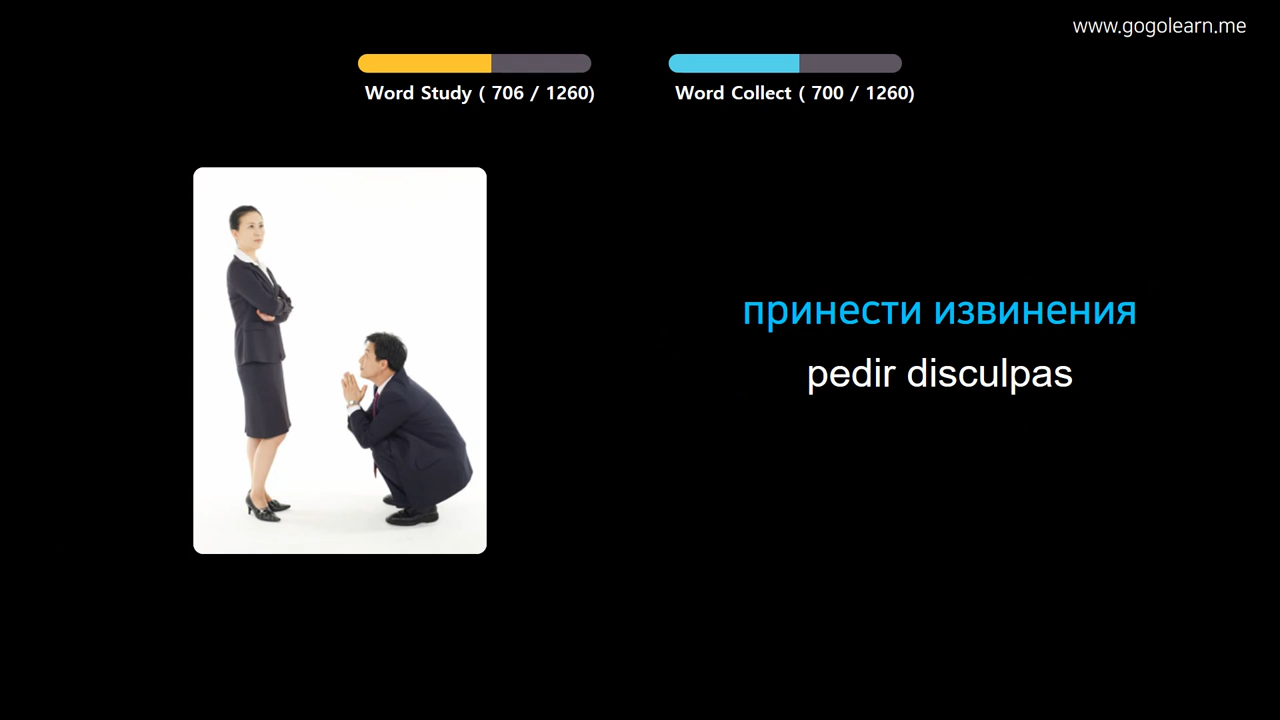 www.gogolearn.me
Word Study ( 706 / 1260)
Word Collect ( 700 / 1260)
принести извинения
pedir disculpas